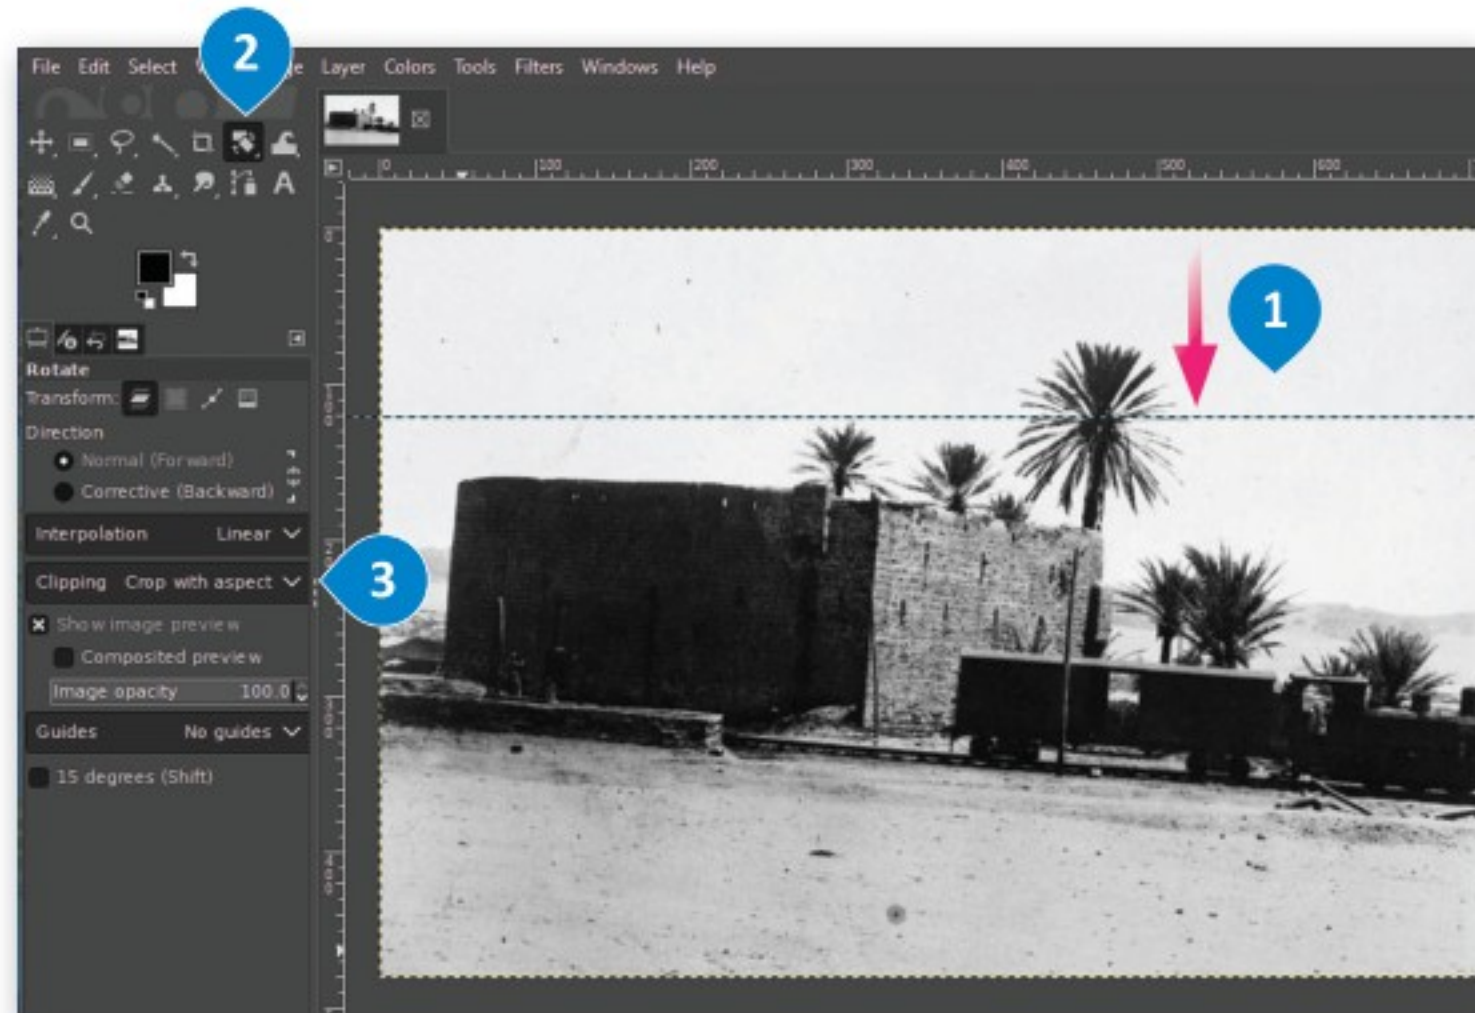 2
File Edit Select ge Layer Colors Tools Filters Windows Help
0 100 200 300 400 500 600
1
Rotate
Transform:
Direction
Normal (Forward)
Corrective (Backward)
Interpolation Linear
3
Clipping Crop with aspect
Show image preview
Composited preview
Image opacity 100.0
Guides No guides
15 degrees (Shift)